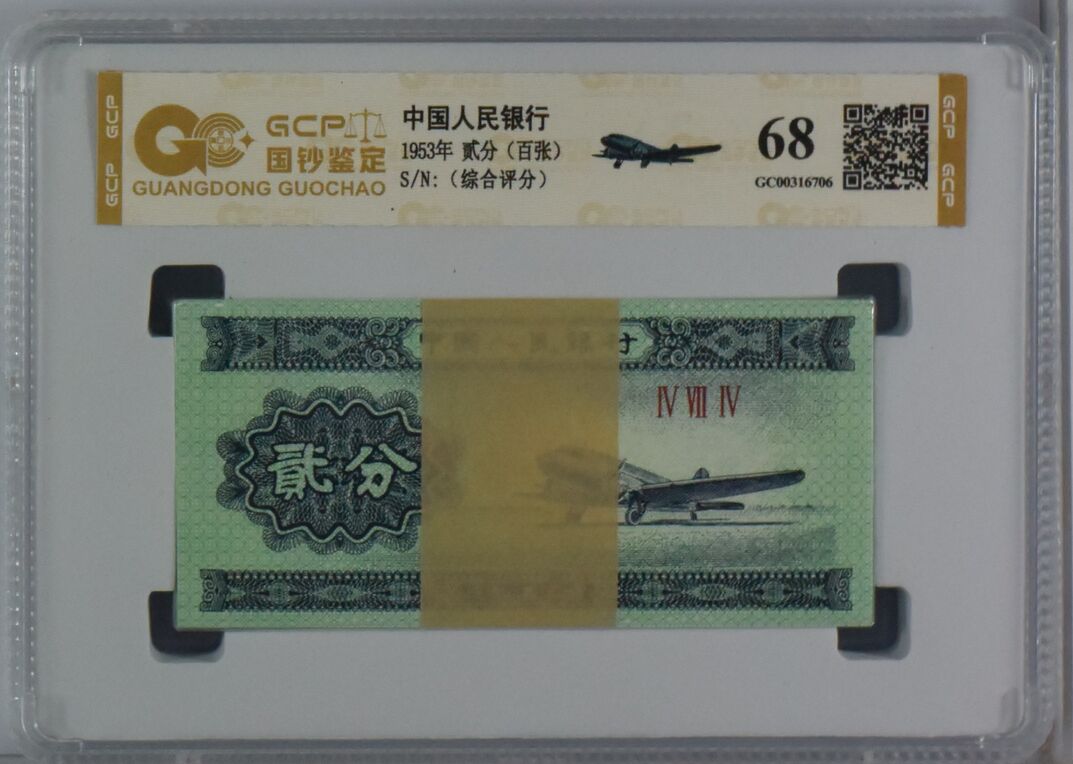 GCP
GCP
GCP
国钞鉴定
GUANGDONG GUOCHAO
中国人民银行
1953年 贰分（百张）
S/N:（综合评分）
68
GC00316706
GCP
GCP
IV VII IV
貳分